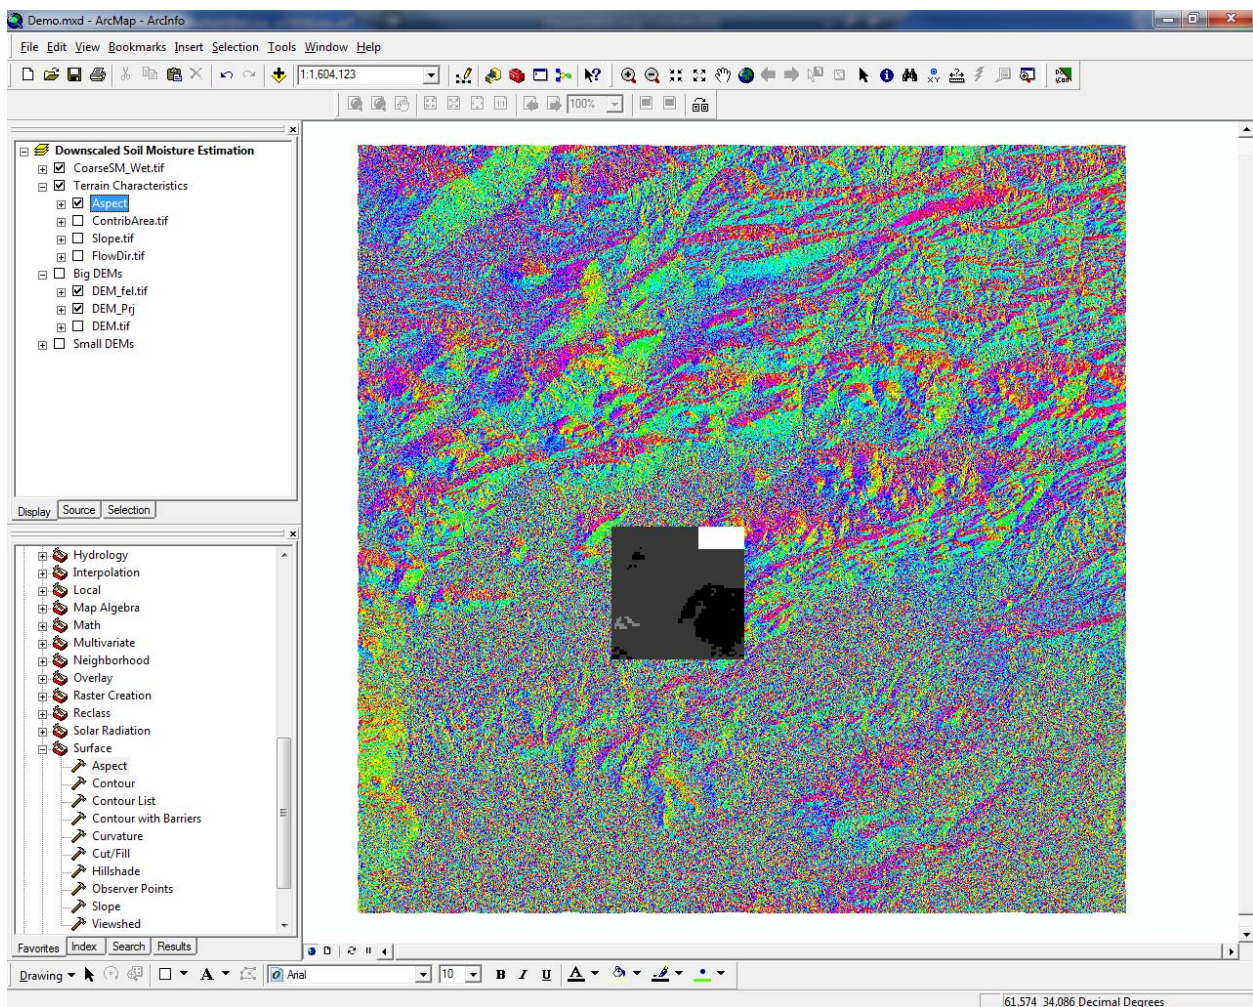 Demo.mxd - ArcMap - ArcInfo
File Edit View Bookmarks Insert Selection Tools Window Help
1:1,604,123
100%
Downscaled Soil Moisture Estimation
CoarseSM_Wet.tif
Terrain Characteristics
Aspect
ContribArea.tif
Slope.tif
FlowDir.tif
Big DEMs
DEM_fel.tif
DEM_Prj
DEM.tif
Small DEMs
Display Source Selection
Hydrology
Interpolation
Local
Map Algebra
Math
Multivariate
Neighborhood
Overlay
Raster Creation
Reclass
Solar Radiation
Surface
Aspect
Contour
Contour List
Contour with Barriers
Curvature
Cut/Fill
Hillshade
Observer Points
Slope
Viewshed
Favorites Index Search Results
Drawing A Arial 10 B I U A
61.574 34.086 Decimal Degrees